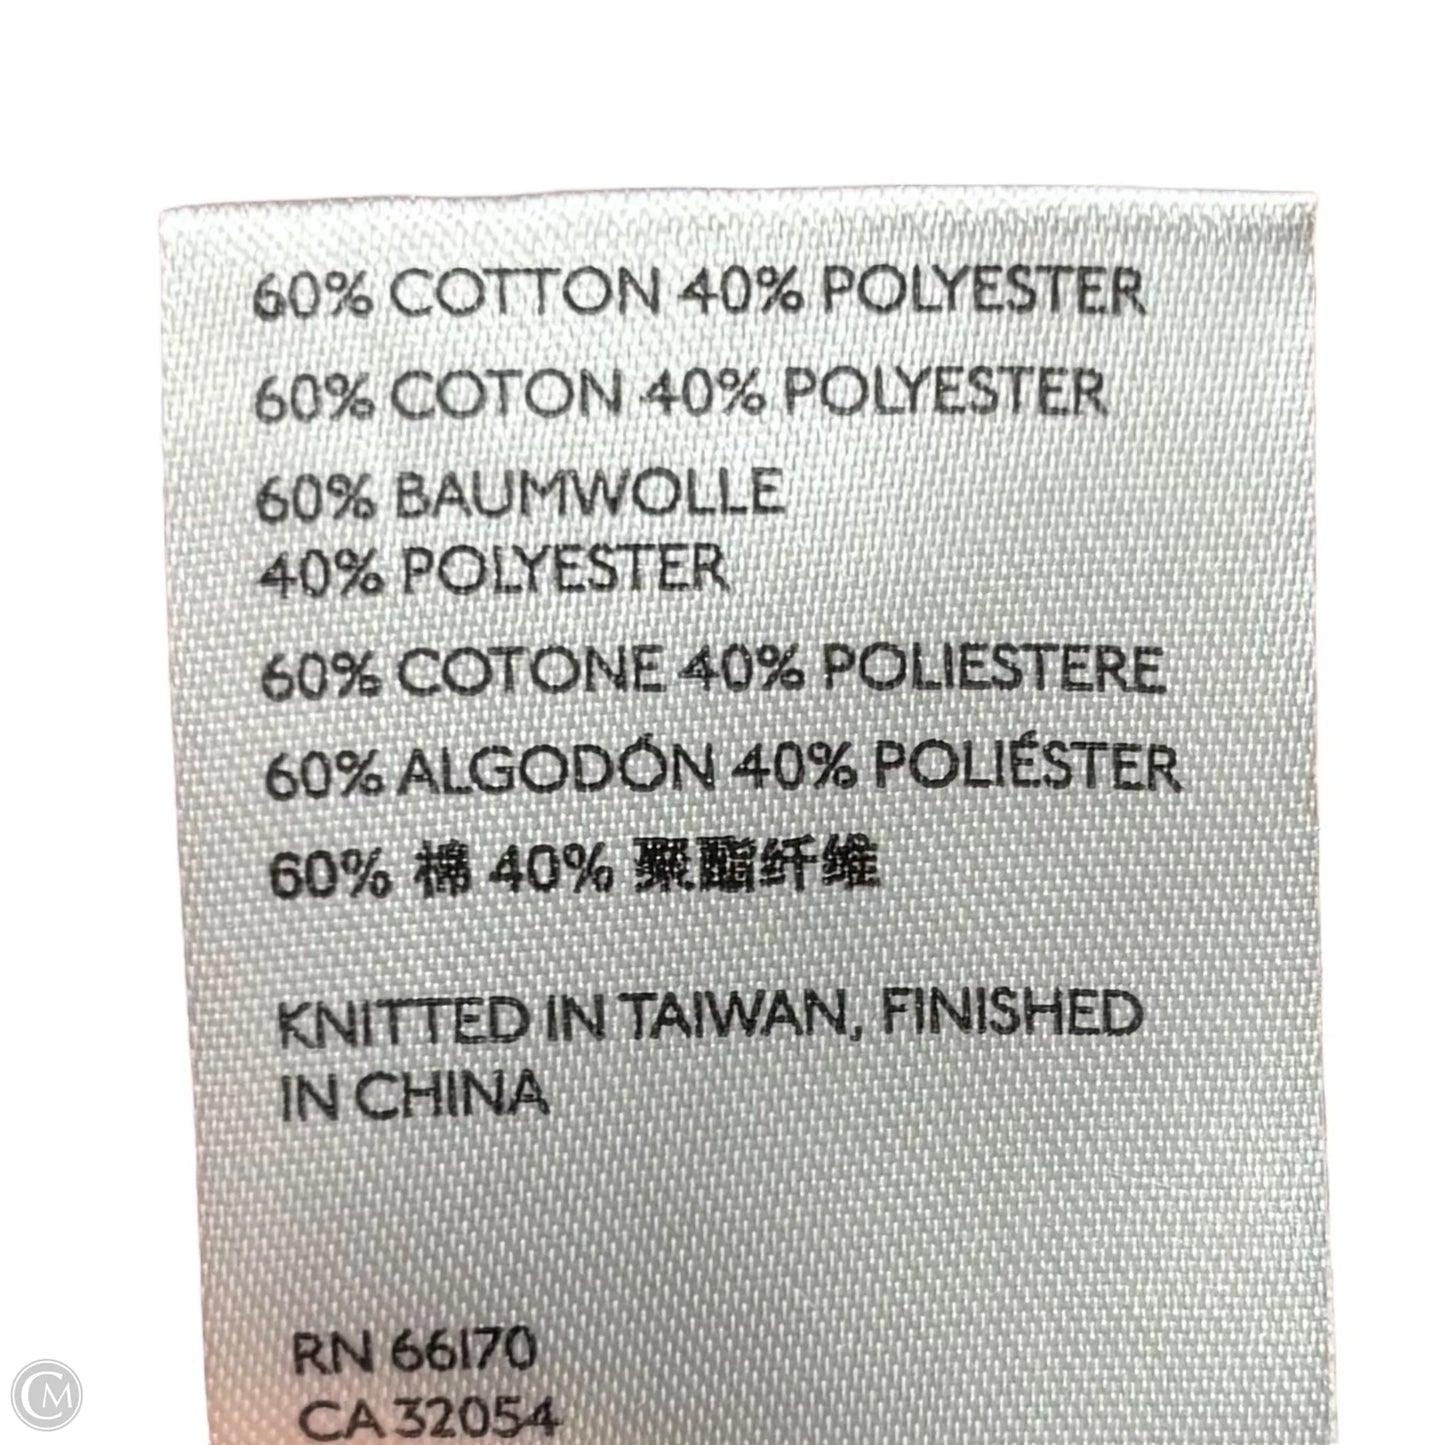 60% COTTON 40% POLYESTER
60% COTON 40% POLYESTER
60% BAUMWOLLE
40% POLYESTER
60% COTONE 40% POLIESTERE
60% ALGODÓN 40% POLIÉSTER
60% 棉 40% 聚酯纤维
KNITTED IN TAIWAN, FINISHED
IN CHINA
RN 66170
CA 32054
CM